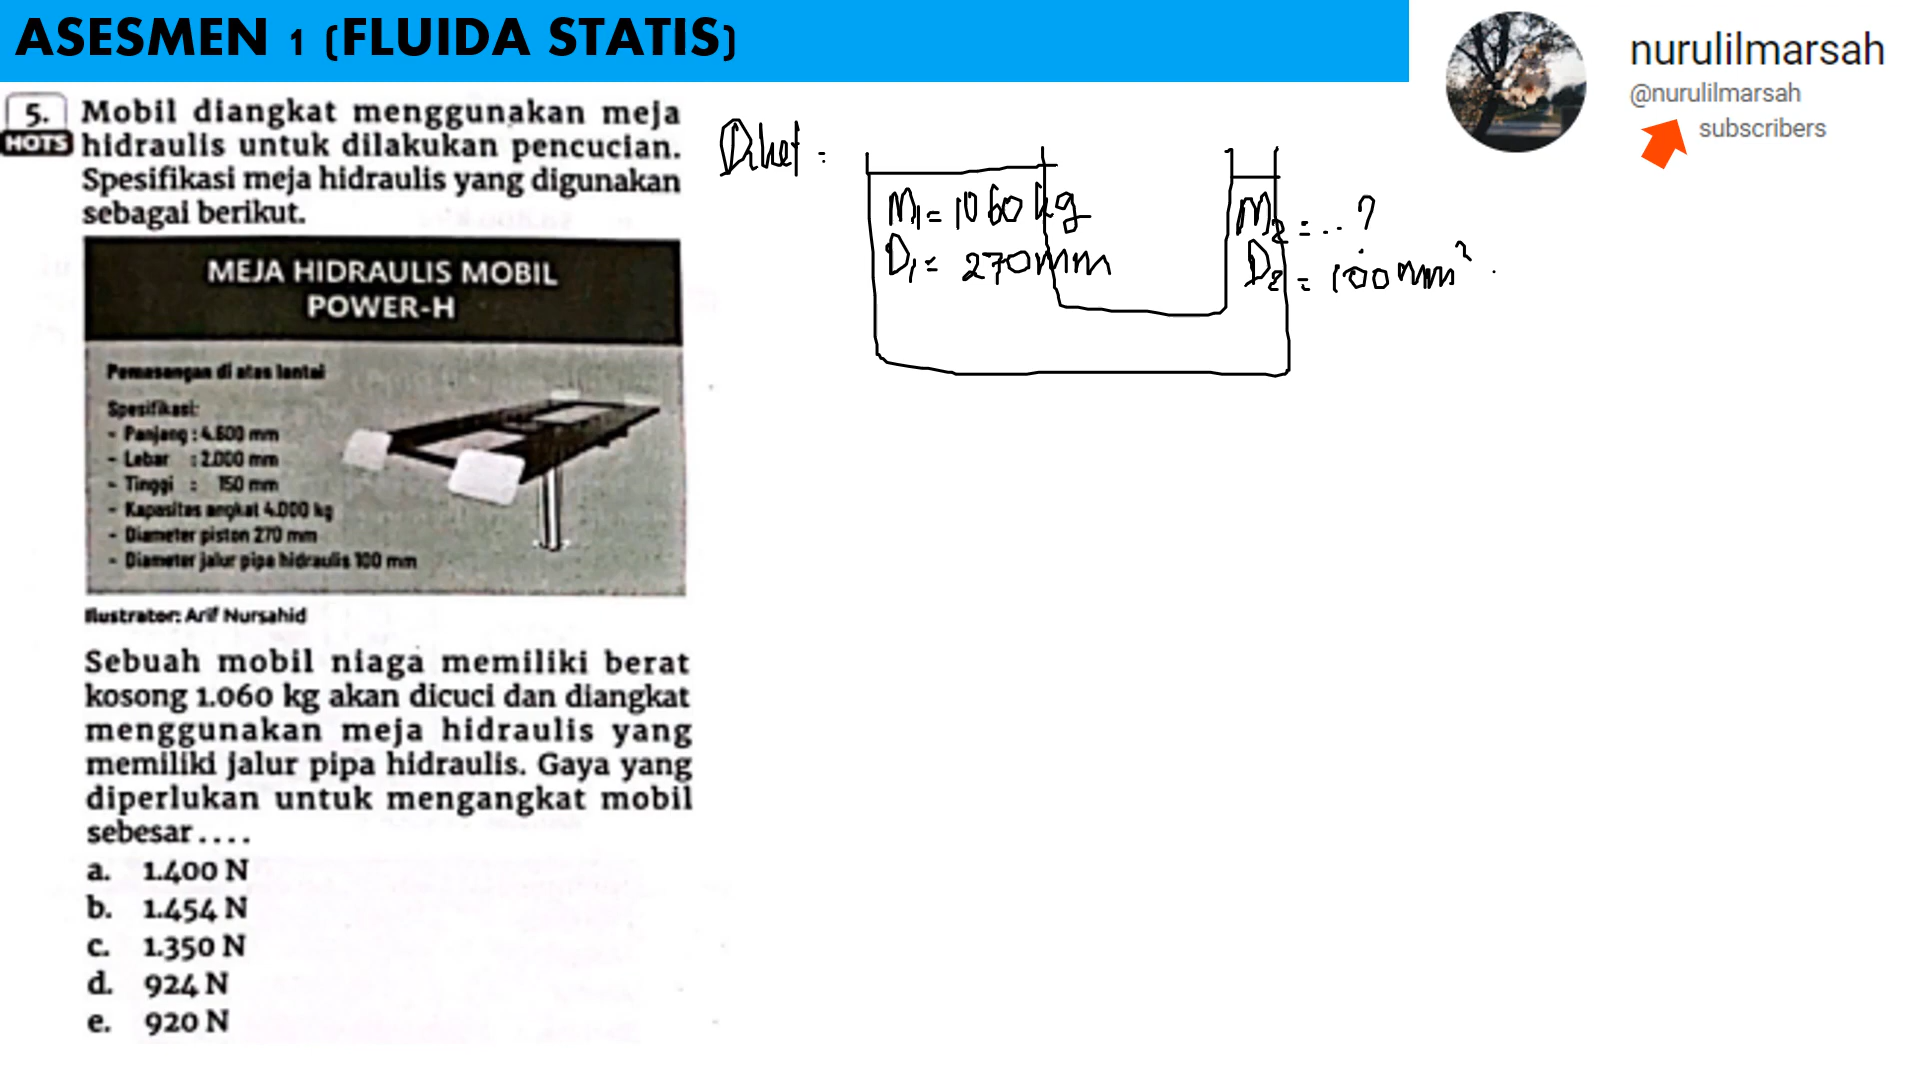 ASESMEN 1 (FLUIDA STATIS)
nurulilmarsah
@nurulilmarsah
subscribers
5.
HOTS
Mobil diangkat menggunakan meja
hidraulis untuk dilakukan pencucian.
Spesifikasi meja hidraulis yang digunakan
sebagai berikut.
MEJA HIDRAULIS MOBIL
POWER-H
Pemasangan di atas lantai
Spesifikasi:
- Panjang : 4.600 mm
- Lebar : 2.000 mm
- Tinggi : 150 mm
- Kapasitas angkat 4.000 kg
- Diameter piston 270 mm
- Diameter jalur pipa hidraulis 100 mm
Ilustrator: Arif Nursahid
Sebuah mobil niaga memiliki berat
kosong 1.060 kg akan dicuci dan diangkat
menggunakan meja hidraulis yang
memiliki jalur pipa hidraulis. Gaya yang
diperlukan untuk mengangkat mobil
sebesar ....
a. 1.400 N
b. 1.454 N
c. 1.350 N
d. 924 N
e. 920 N
Diket :
M1 = 1060 kg
D1 = 270 mm
M2 = ...?
D2 = 100 mm²